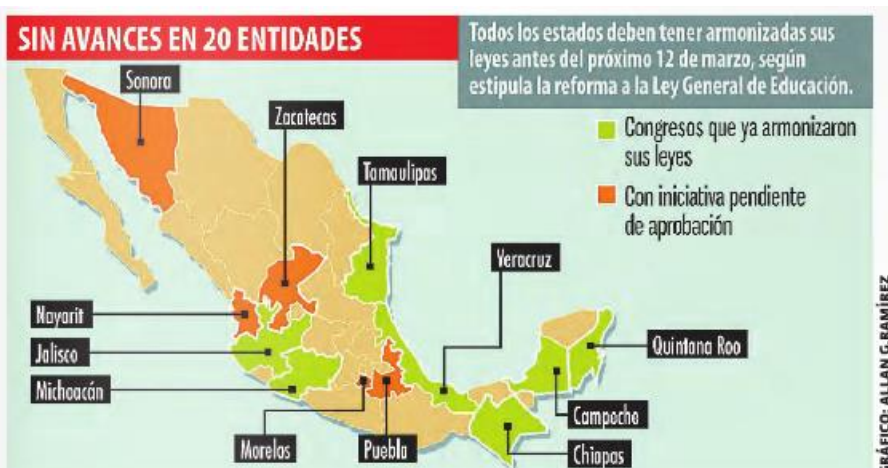 SIN AVANCES EN 20 ENTIDADES
Todos los estados deben tener armonizadas sus
leyes antes del próximo 12 de marzo, según
estipula la reforma a la Ley General de Educación.
Congresos que ya armonizaron
sus leyes
Con iniciativa pendiente
de aprobación
Sonora
Zacatecas
Tamaulipas
Veracruz
Nayarit
Jalisco
Michoacán
Morelos
Puebla
Quintana Roo
Campeche
Chiapas
GRÁFICO: ALLAN G. RAMÍREZ